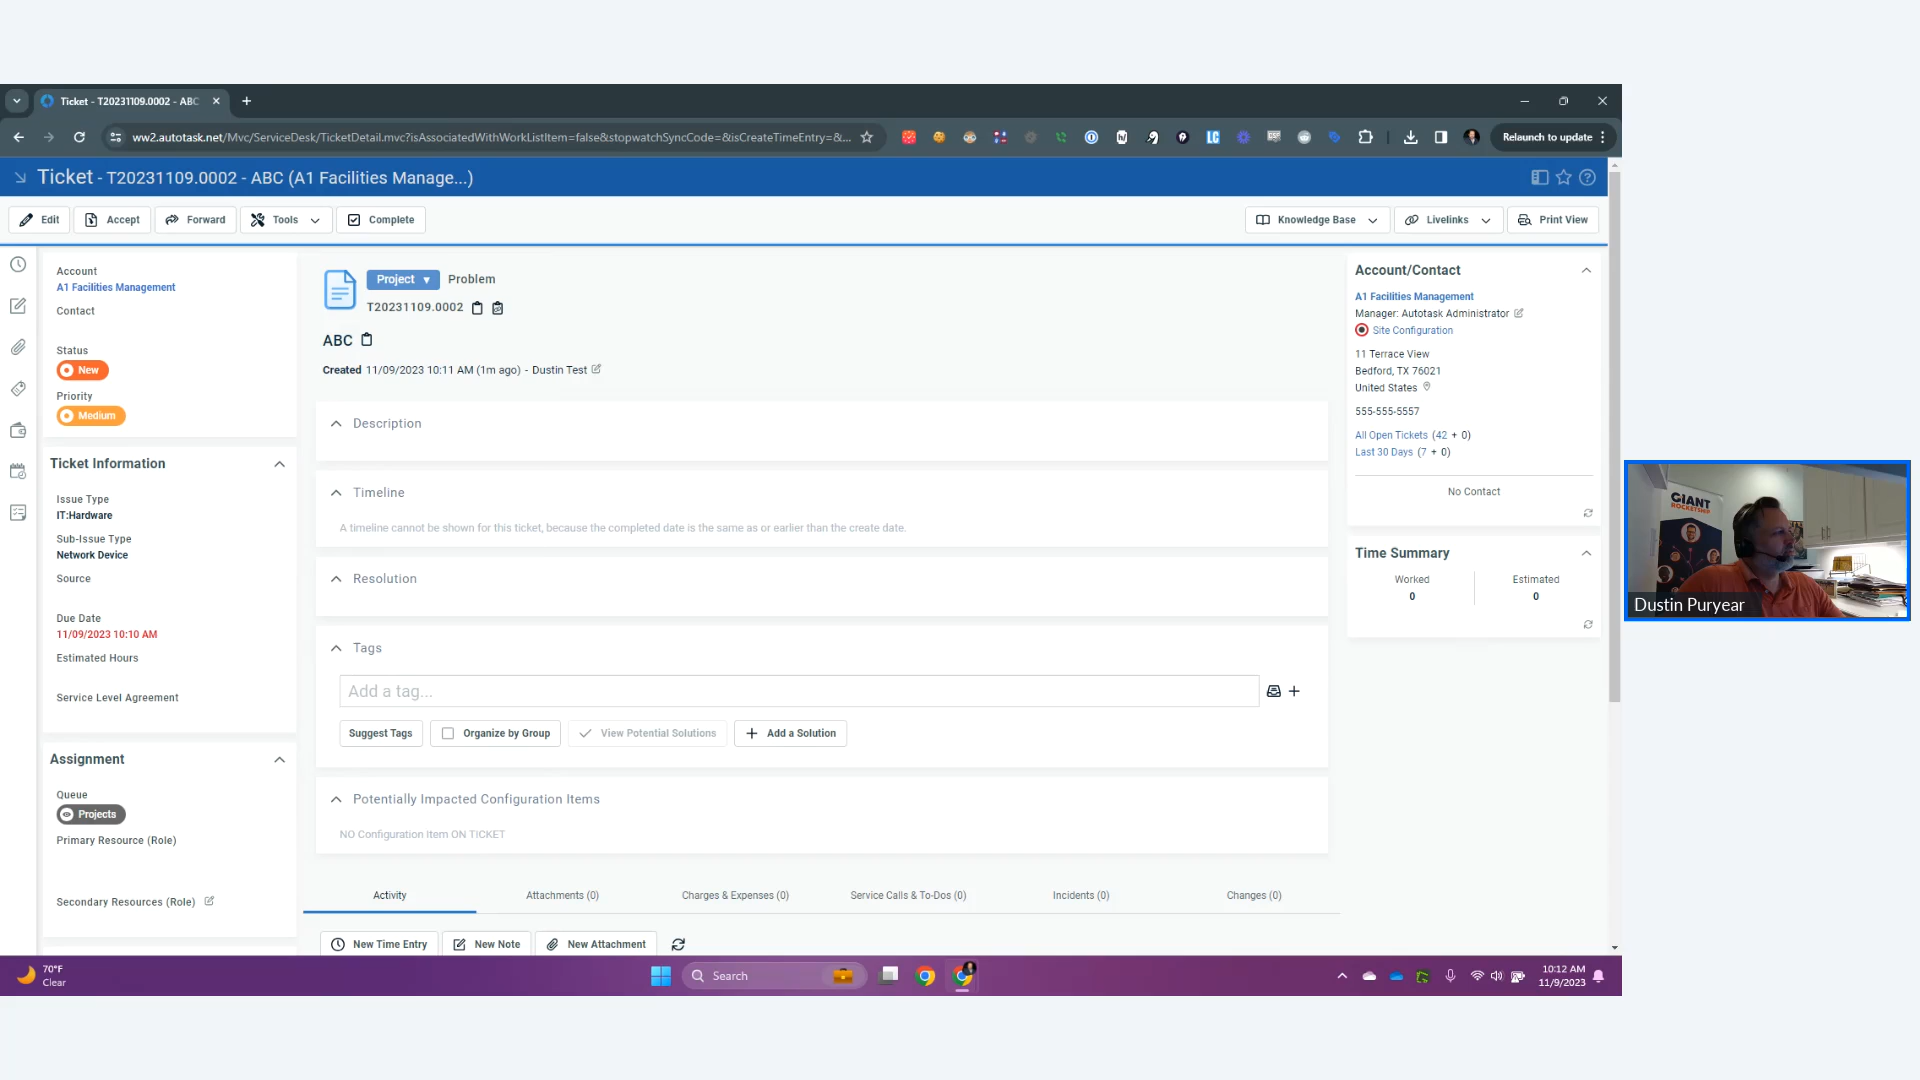 Ticket - T20231109.0002 - ABC
ww2.autotask.net/Mvc/ServiceDesk/TicketDetail.mvc?isAssociatedWithWorkListItem=false&stopwatchSyncCode=&isCreateTimeEntry=&...
Relaunch to update
Ticket - T20231109.0002 - ABC (A1 Facilities Manage...)
Edit
Accept
Forward
Tools
Complete
Knowledge Base
Livelinks
Print View
Account
A1 Facilities Management
Contact
Status
New
Priority
Medium
Ticket Information
Issue Type
IT:Hardware
Sub-Issue Type
Network Device
Source
Due Date
11/09/2023 10:10 AM
Estimated Hours
Service Level Agreement
Assignment
Queue
Projects
Primary Resource (Role)
Secondary Resources (Role)
Project
Problem
T20231109.0002
ABC
Created 11/09/2023 10:11 AM (1m ago) - Dustin Test
Description
Timeline
A timeline cannot be shown for this ticket, because the completed date is the same as or earlier than the create date.
Resolution
Tags
Add a tag...
Suggest Tags
Organize by Group
View Potential Solutions
Add a Solution
Potentially Impacted Configuration Items
NO Configuration Item ON TICKET
Activity
Attachments (0)
Charges & Expenses (0)
Service Calls & To-Dos (0)
Incidents (0)
Changes (0)
New Time Entry
New Note
New Attachment
Account/Contact
A1 Facilities Management
Manager: Autotask Administrator
Site Configuration
11 Terrace View
Bedford, TX 76021
United States
555-555-5557
All Open Tickets (42 + 0)
Last 30 Days (7 + 0)
No Contact
Time Summary
Worked
0
Estimated
0
GIANT
ROCKETSHIP
Dustin Puryear
70°F
Clear
Search
10:12 AM
11/9/2023